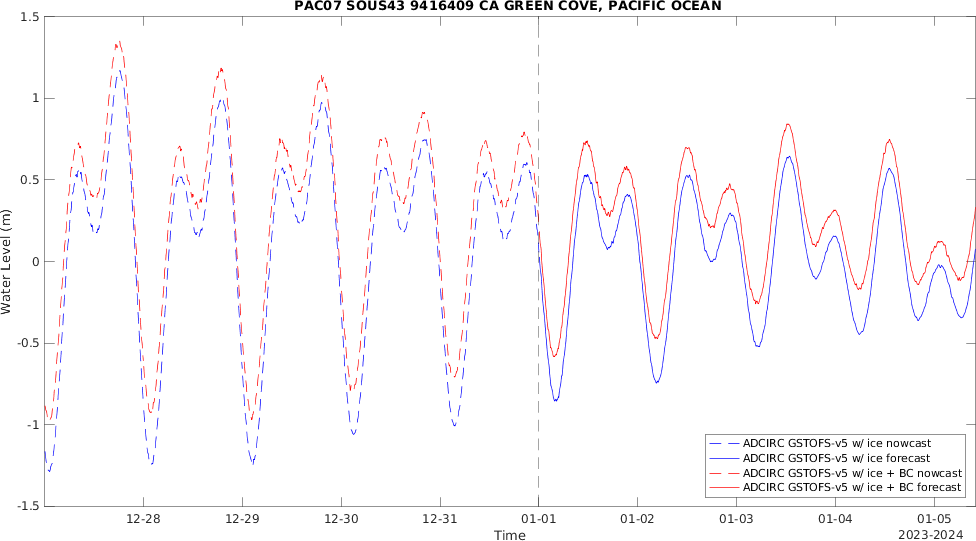 PAC07 SOUS43 9416409 CA GREEN COVE, PACIFIC OCEAN
1.5
1
0.5
0
-0.5
-1
-1.5
Water Level (m)
12-28
12-29
12-30
12-31
01-01
01-02
01-03
01-04
01-05
Time
2023-2024
ADCIRC GSTOFS-v5 w/ ice nowcast
ADCIRC GSTOFS-v5 w/ ice forecast
ADCIRC GSTOFS-v5 w/ ice + BC nowcast
ADCIRC GSTOFS-v5 w/ ice + BC forecast